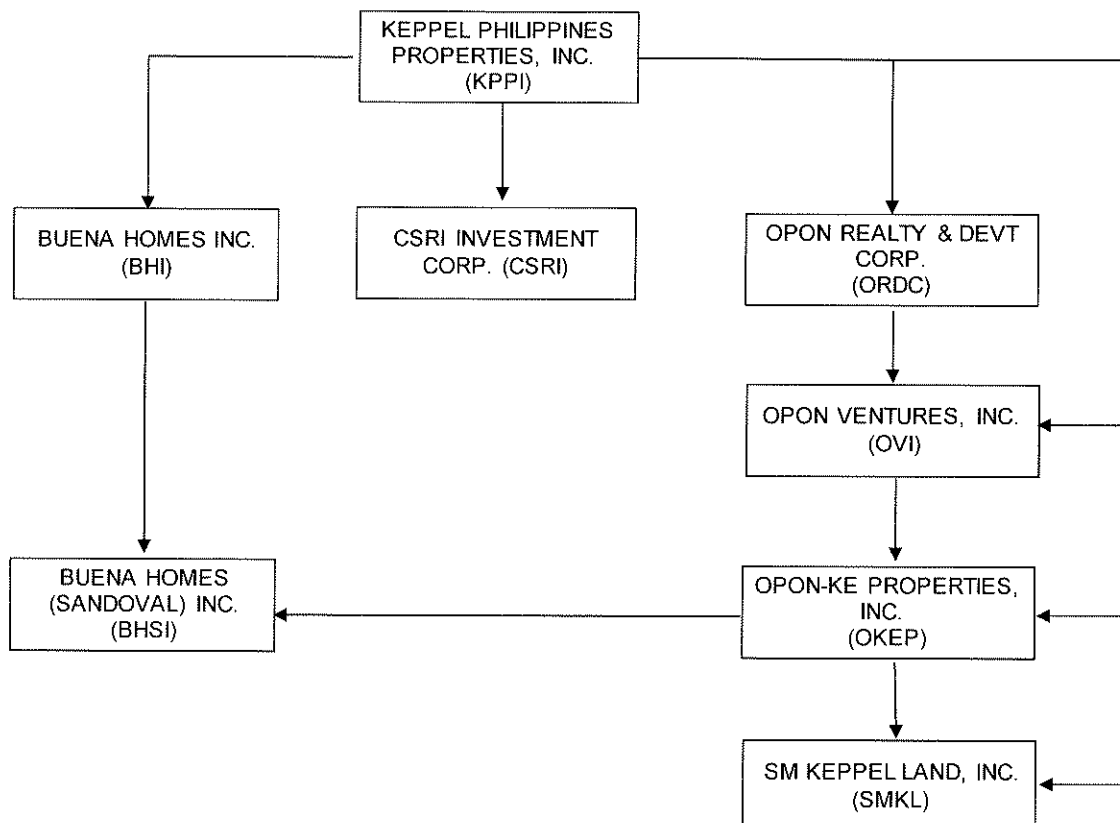 KEPPEL PHILIPPINES
PROPERTIES, INC.
(KPPI)
BUENA HOMES INC.
(BHI)
CSRI INVESTMENT
CORP. (CSRI)
OPON REALTY & DEVT
CORP.
(ORDC)
OPON VENTURES, INC.
(OVI)
BUENA HOMES
(SANDOVAL) INC.
(BHSI)
OPON-KE PROPERTIES,
INC.
(OKEP)
SM KEPPEL LAND, INC.
(SMKL)